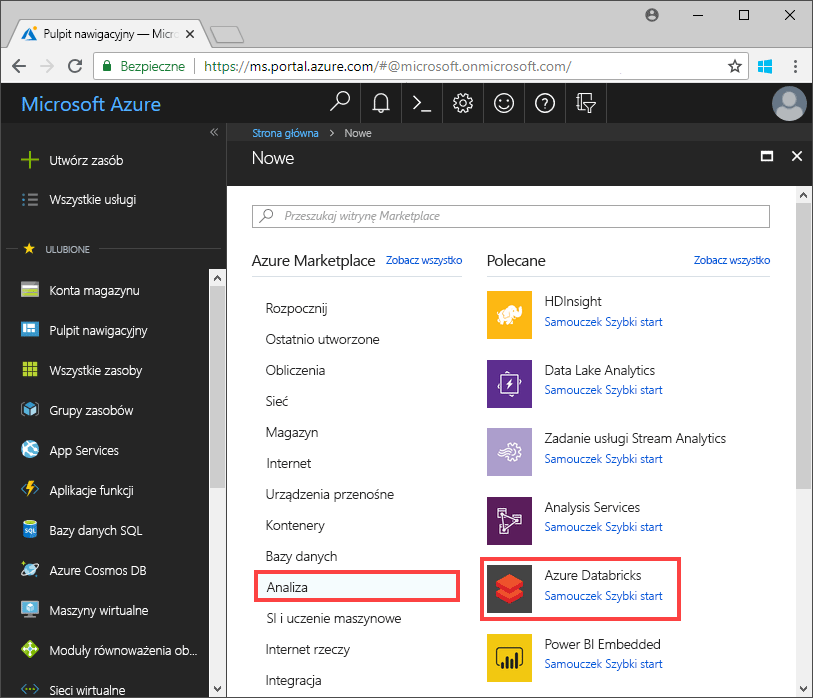 Pulpit nawigacyjny — Micr
Bezpieczne
https://ms.portal.azure.com/#@microsoft.onmicrosoft.com/
Microsoft Azure
Strona główna > Nowe
Nowe
Utwórz zasób
Wszystkie usługi
ULUBIONE
Konta magazynu
Pulpit nawigacyjny
Wszystkie zasoby
Grupy zasobów
App Services
Aplikacje funkcji
SQL
Bazy danych SQL
Azure Cosmos DB
Maszyny wirtualne
Moduły równoważenia ob...
Sieci wirtualne
Przeszukaj witrynę Marketplace
Azure Marketplace
Zobacz wszystko
Rozpocznij
Ostatnio utworzone
Obliczenia
Sieć
Magazyn
Internet
Urządzenia przenośne
Kontenery
Bazy danych
Analiza
SI i uczenie maszynowe
Internet rzeczy
Integracja
Polecane
Zobacz wszystko
HDInsight
Samouczek Szybki start
Data Lake Analytics
Samouczek Szybki start
Zadanie usługi Stream Analytics
Samouczek Szybki start
Analysis Services
Samouczek Szybki start
Azure Databricks
Samouczek Szybki start
Power BI Embedded
Samouczek Szybki start